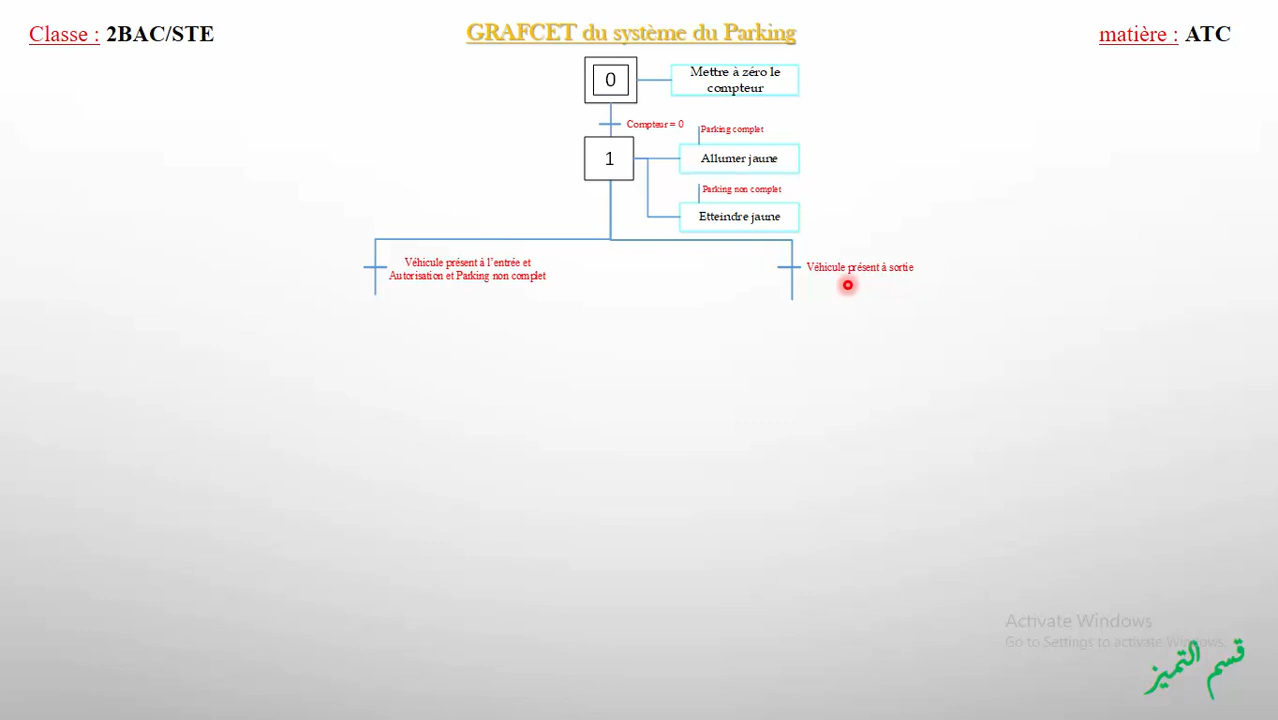 Classe : 2BAC/STE
GRAFCET du système du Parking
matière : ATC
0
Mettre à zéro le
compteur
Compteur = 0
Parking complet
1
Allumer jaune
Parking non complet
Etteindre jaune
Véhicule présent à l'entrée et
Autorisation et Parking non complet
Véhicule présent à sortie
Activate Windows
Go to Settings to activate Windows.
قسم التميز